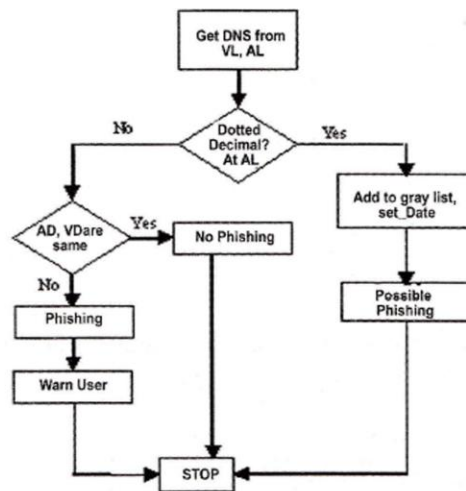 Get DNS from
VL, AL
No
Dotted
Decimal?
At AL
Yes
Add to gray list,
set_Date
AD, VDare
same
Yes
No Phishing
No
Phishing
Possible
Phishing
Warn User
STOP